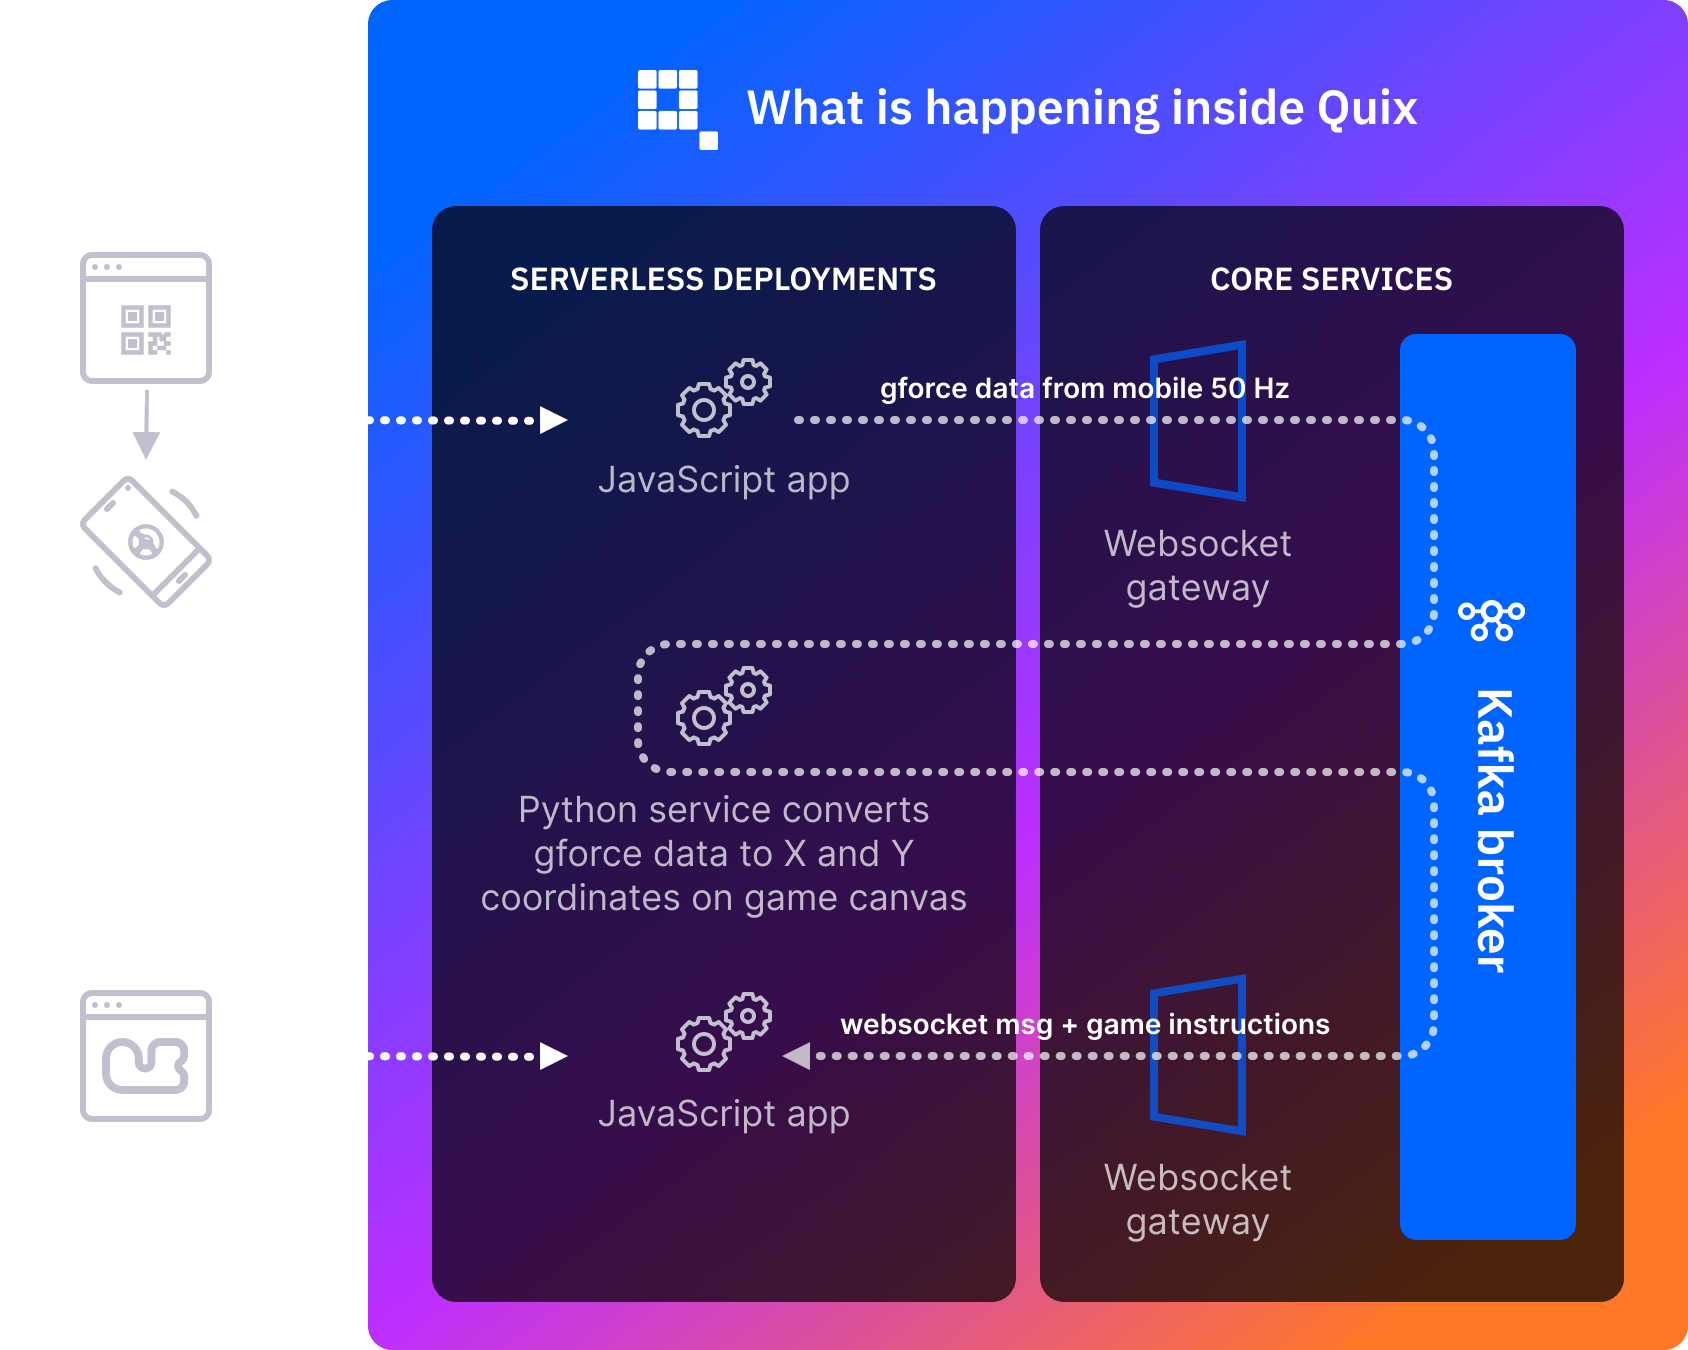 What is happening inside Quix
SERVERLESS DEPLOYMENTS
CORE SERVICES
gforce data from mobile 50 Hz
JavaScript app
Websocket
gateway
Kafka broker
Python service converts
gforce data to X and Y
coordinates on game canvas
websocket msg + game instructions
JavaScript app
Websocket
gateway